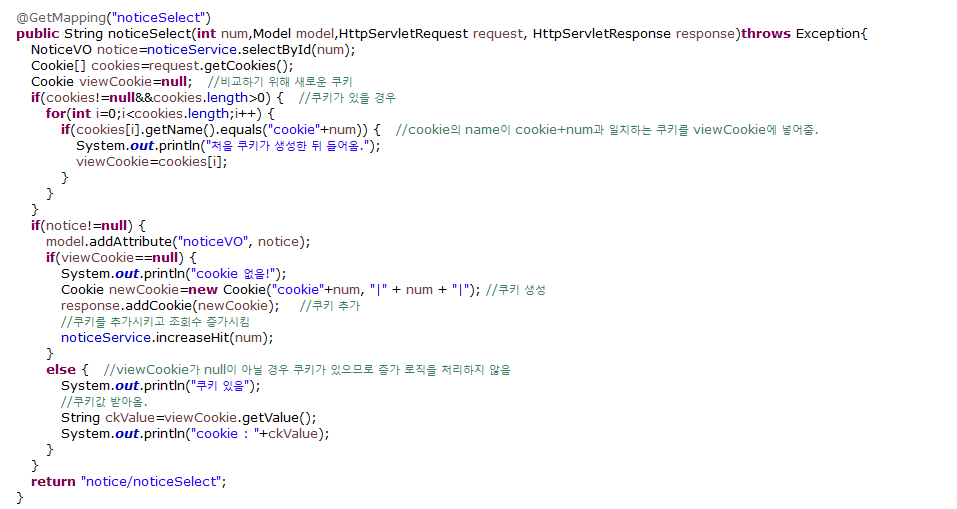 @GetMapping("noticeSelect")
public String noticeSelect(int num,Model model,HttpServletRequest request, HttpServletResponse response)throws Exception{
NoticeVO notice=noticeService.selectById(num);
Cookie[] cookies=request.getCookies();
Cookie viewCookie=null; //비교하기 위해 새로운 쿠키
if(cookies!=null&&cookies.length>0) { //쿠키가 있을 경우
for(int i=0;i<cookies.length;i++) {
if(cookies[i].getName().equals("cookie"+num)) { //cookie의 name이 cookie+num과 일치하는 쿠키를 viewCookie에 넣어줌.
System.out.println("처음 쿠키가 생성한 뒤 들어옴.");
viewCookie=cookies[i];
}
}
}
if(notice!=null) {
model.addAttribute("noticeVO", notice);
if(viewCookie==null) {
System.out.println("cookie 없음!");
Cookie newCookie=new Cookie("cookie"+num, "|" + num + "|"); //쿠키 생성
response.addCookie(newCookie); //쿠키 추가
//쿠키를 추가시키고 조회수 증가시킴
noticeService.increaseHit(num);
}
else { //viewCookie가 null이 아닐 경우 쿠키가 있으므로 증가 로직을 처리하지 않음
System.out.println("쿠키 있음");
//쿠키값 받아옴.
String ckValue=viewCookie.getValue();
System.out.println("cookie : "+ckValue);
}
}
return "notice/noticeSelect";
}